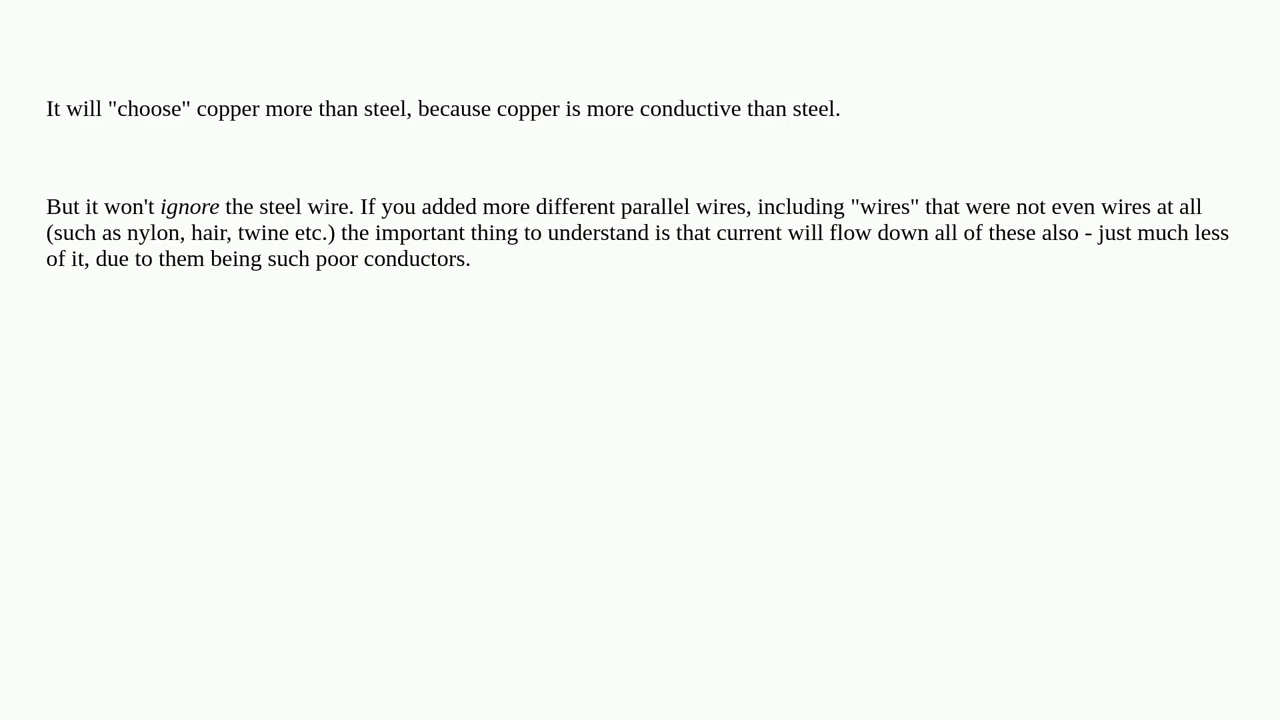 It will "choose" copper more than steel, because copper is more conductive than steel.
But it won't ignore the steel wire. If you added more different parallel wires, including "wires" that were not even wires at all
(such as nylon, hair, twine etc.) the important thing to understand is that current will flow down all of these also - just much less
of it, due to them being such poor conductors.